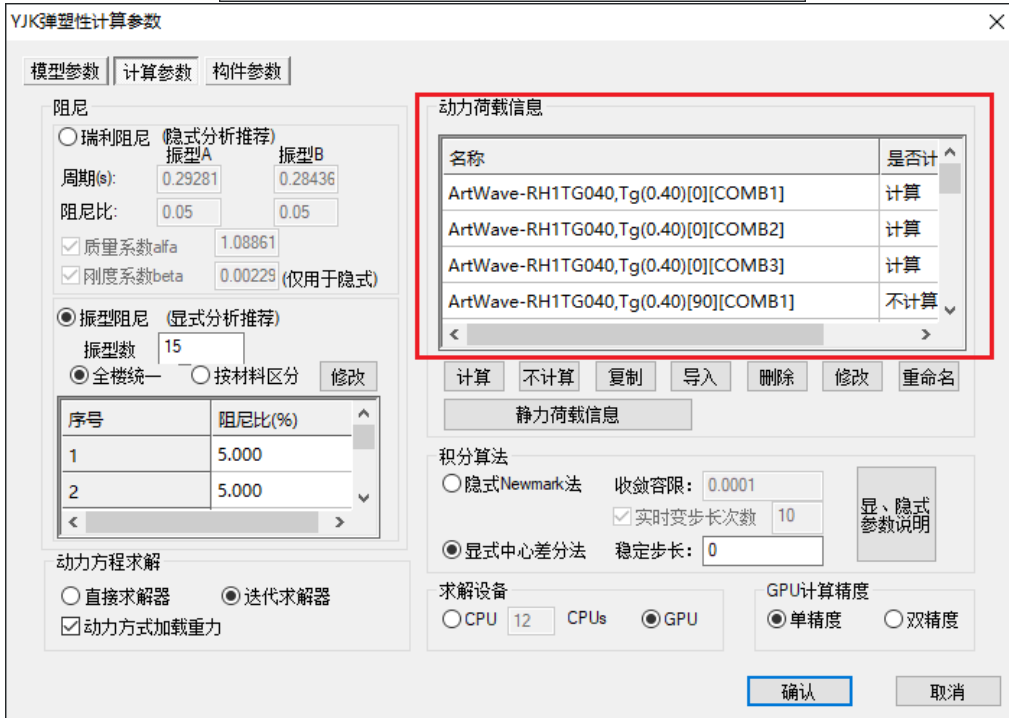 YJK弹塑性计算参数
模型参数 计算参数 构件参数
阻尼
瑞利阻尼 (隐式分析推荐)
振型A 振型B
周期(s): 0.29281 0.28436
阻尼比: 0.05 0.05
质量系数alfa 1.08861
刚度系数beta 0.00229 (仅用于隐式)
振型阻尼 (显式分析推荐)
振型数 15
全楼统一 按材料区分 修改
序号 阻尼比(%)
1 5.000
2 5.000
动力方程求解
直接求解器 迭代求解器
动力方式加载重力
动力荷载信息
名称 是否计
ArtWave-RH1TG040,Tg(0.40)[0][COMB1] 计算
ArtWave-RH1TG040,Tg(0.40)[0][COMB2] 计算
ArtWave-RH1TG040,Tg(0.40)[0][COMB3] 计算
ArtWave-RH1TG040,Tg(0.40)[90][COMB1] 不计算
计算 不计算 复制 导入 删除 修改 重命名
静力荷载信息
积分算法
隐式Newmark法 收敛容限: 0.0001
实时变步长次数 10
显式中心差分法 稳定步长: 0
显、隐式
参数说明
求解设备
CPU 12 CPUs GPU
GPU计算精度
单精度 双精度
确认 取消